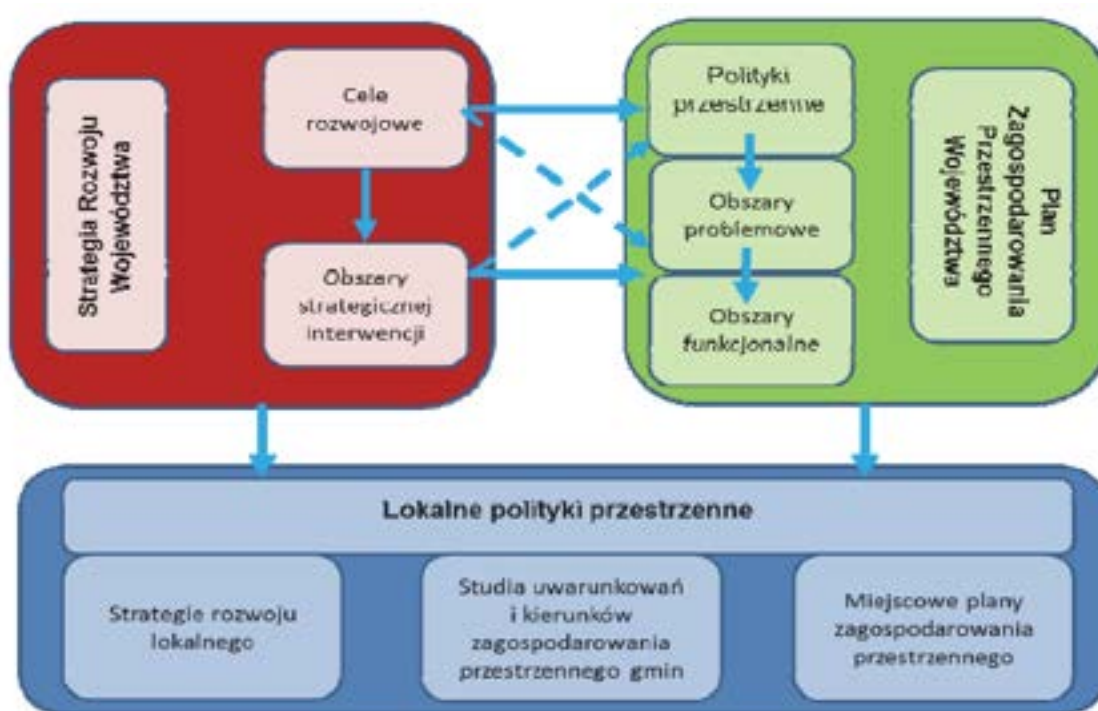 Strategia Rozwoju
Województwa
Cele
rozwojowe
Obszary
strategicznej
interwencji
Polityki
przestrzenne
Obszary
problemowe
Obszary
funkcjonalne
Plan
Zagospodarowania
Przestrzennego
Województwa
Lokalne polityki przestrzenne
Strategie rozwoju
lokalnego
Studia uwarunkowań
i kierunków
zagospodarowania
przestrzennego gmin
Miejscowe plany
zagospodarowania
przestrzennego